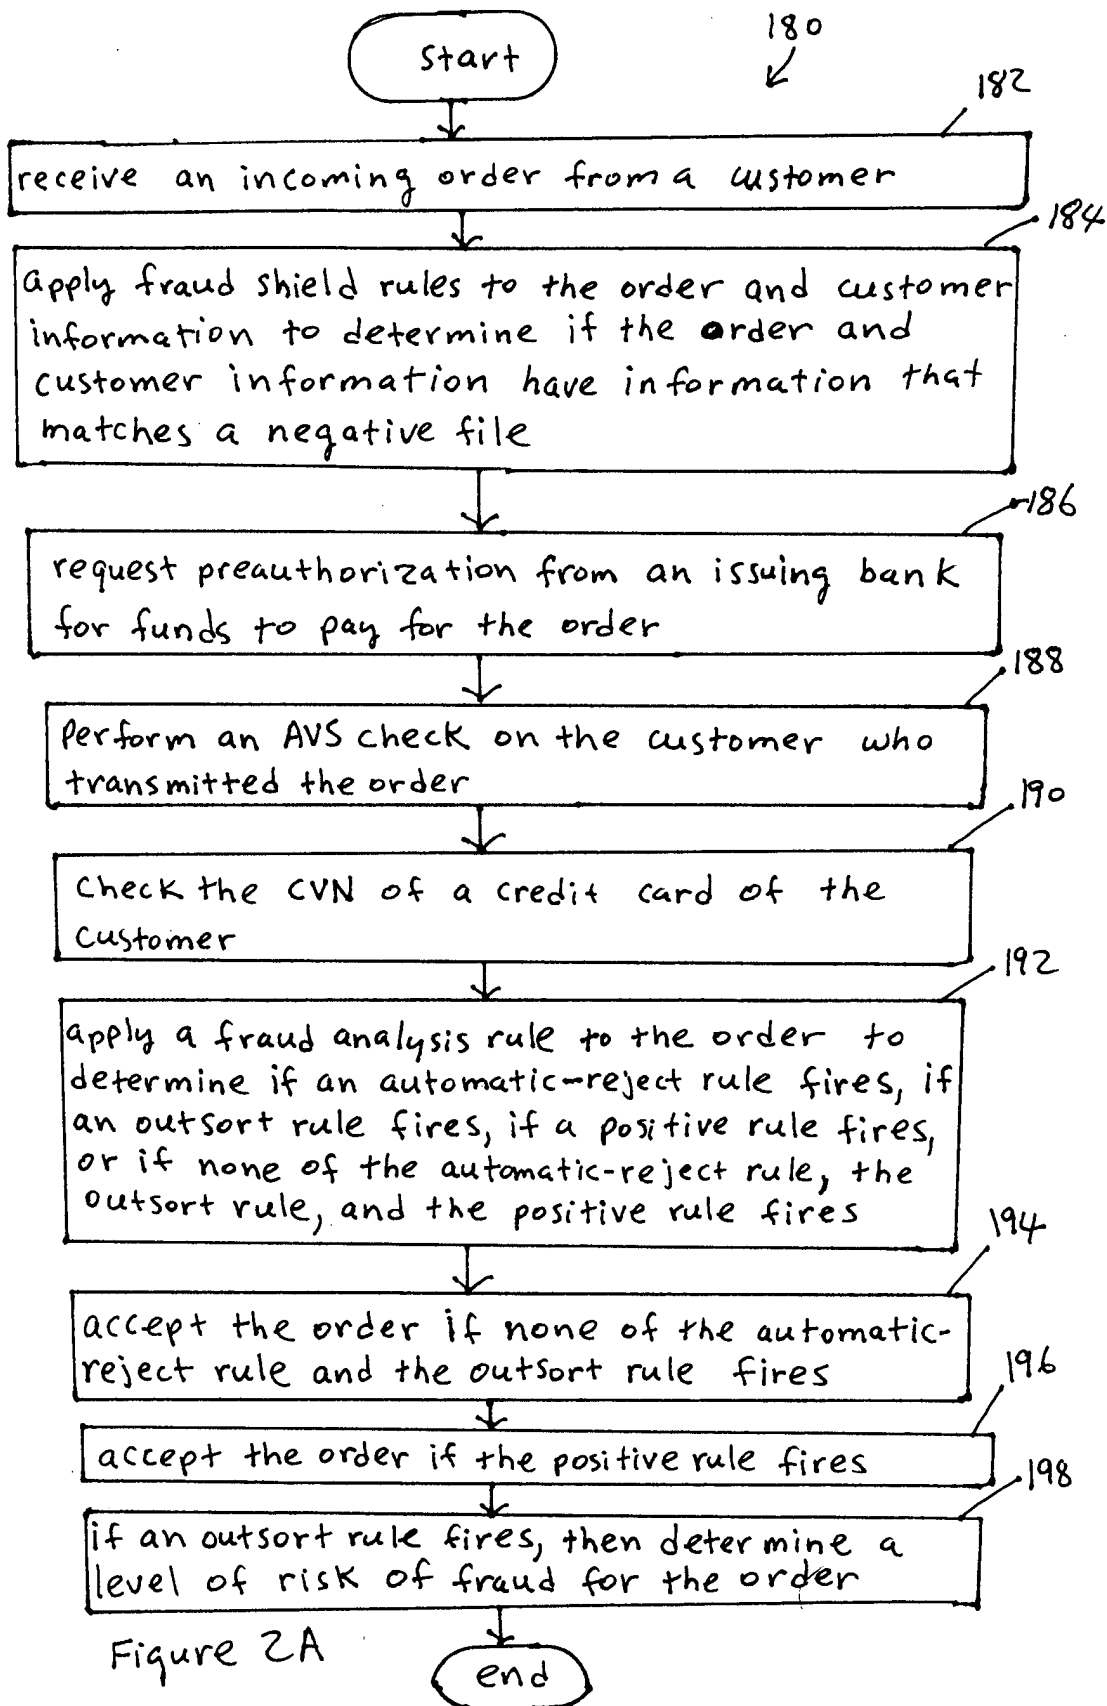 start
180
182
receive an incoming order from a customer
184
apply fraud shield rules to the order and customer
information to determine if the order and
customer information have information that
matches a negative file
186
request preauthorization from an issuing bank
for funds to pay for the order
188
perform an AVS check on the customer who
transmitted the order
190
check the CVN of a credit card of the
customer
192
apply a fraud analysis rule to the order to
determine if an automatic-reject rule fires, if
an outsort rule fires, if a positive rule fires,
or if none of the automatic-reject rule, the
outsort rule, and the positive rule fires
194
accept the order if none of the automatic-
reject rule and the outsort rule fires
196
accept the order if the positive rule fires
198
if an outsort rule fires, then determine a
level of risk of fraud for the order
Figure 2A
end